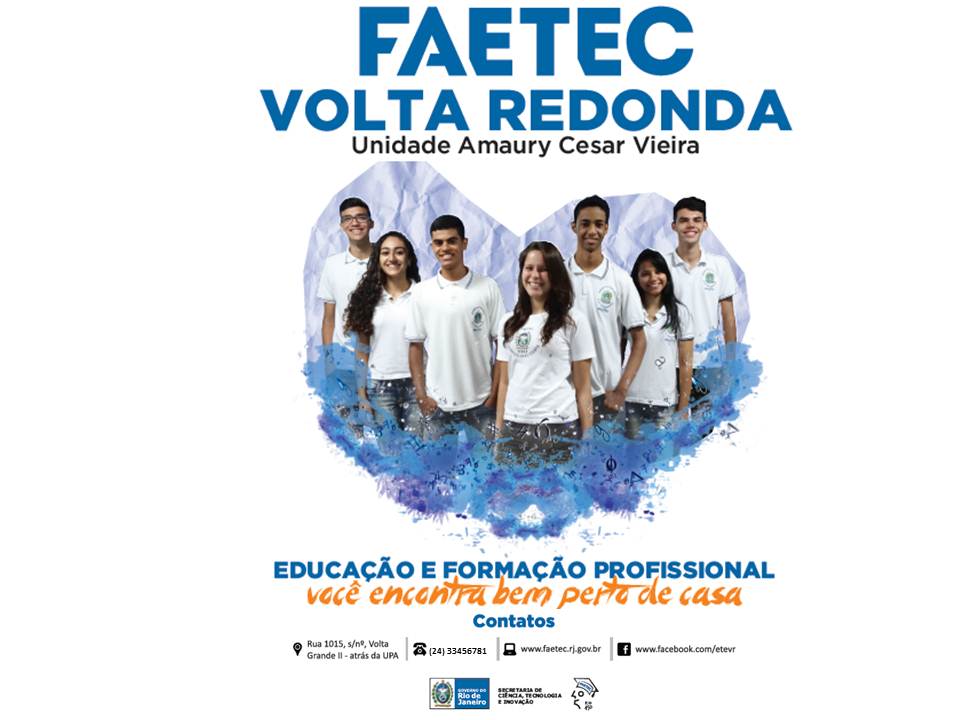 FAETEC
VOLTA REDONDA
Unidade Amaury Cesar Vieira
EDUCAÇÃO E FORMAÇÃO PROFISSIONAL
você encontra bem perto de casa
Contatos
Rua 1015, s/nº, Volta
Grande II - atrás da UPA
(24) 33456781
www.faetec.rj.gov.br
www.facebook.com/etevr
GOVERNO DO
Rio de
Janeiro
SECRETARIA DE
CIÊNCIA, TECNOLOGIA
E INOVAÇÃO